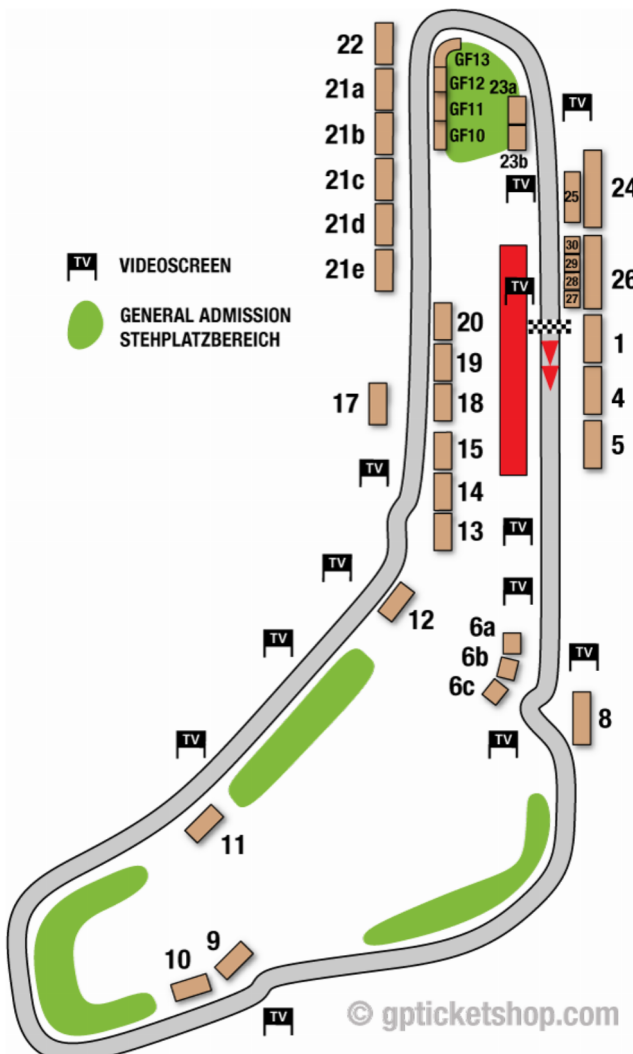 22
GF13
21a
GF12
23a
TV
21b
GF11
GF10
23b
21c
TV
24
25
21d
TV
VIDEOSCREEN
21e
30
29
28
27
26
TV
GENERAL ADMISSION
STEHPLATZBEREICH
20
1
19
17
18
4
15
5
TV
14
13
TV
TV
TV
12
6a
TV
6b
TV
6c
8
TV
TV
11
9
10
TV
© gpticketshop.com